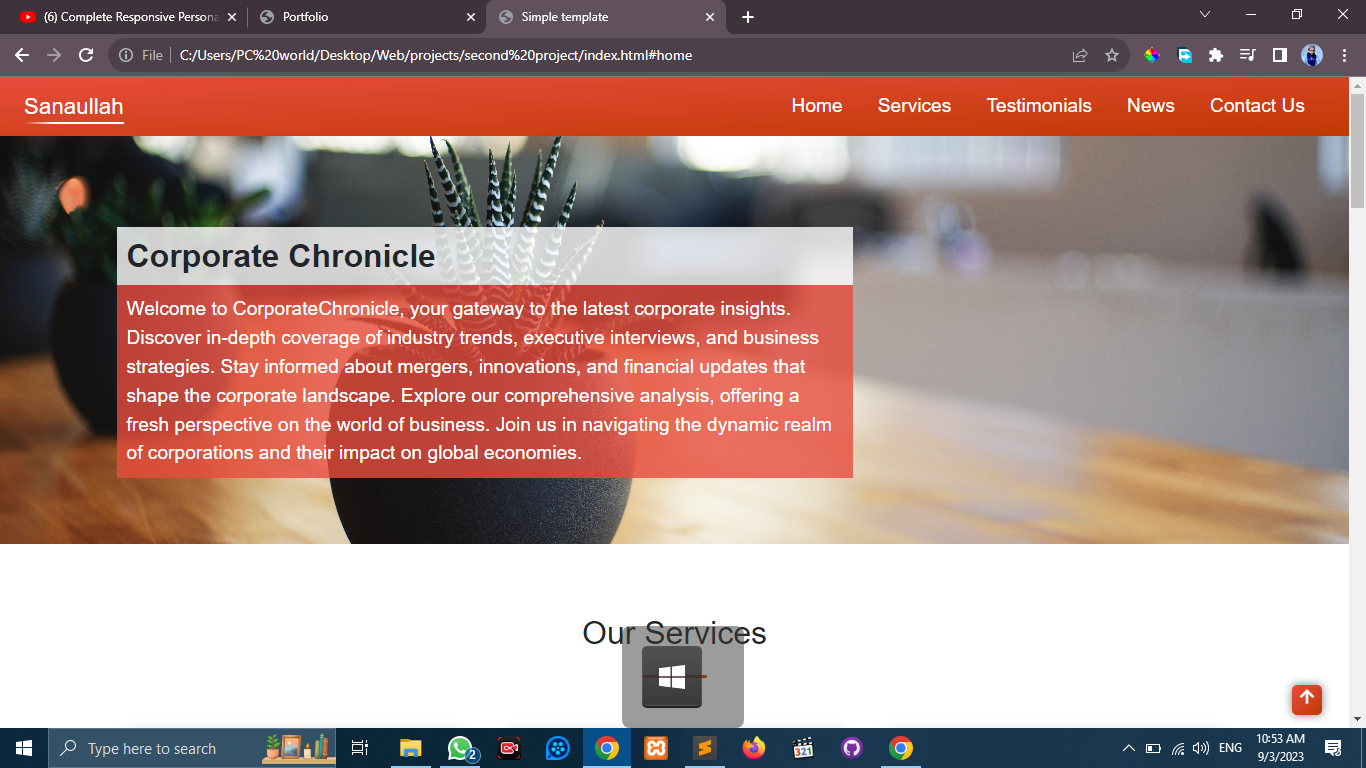 (6) Complete Responsive Persona
Portfolio
Simple template
File
C:/Users/PC%20world/Desktop/Web/projects/second%20project/index.html#home
Sanaullah
Home
Services
Testimonials
News
Contact Us
Corporate Chronicle
Welcome to CorporateChronicle, your gateway to the latest corporate insights.
Discover in-depth coverage of industry trends, executive interviews, and business
strategies. Stay informed about mergers, innovations, and financial updates that
shape the corporate landscape. Explore our comprehensive analysis, offering a
fresh perspective on the world of business. Join us in navigating the dynamic realm
of corporations and their impact on global economies.
Our Services
Type here to search
2
321
ENG
10:53 AM
9/3/2023